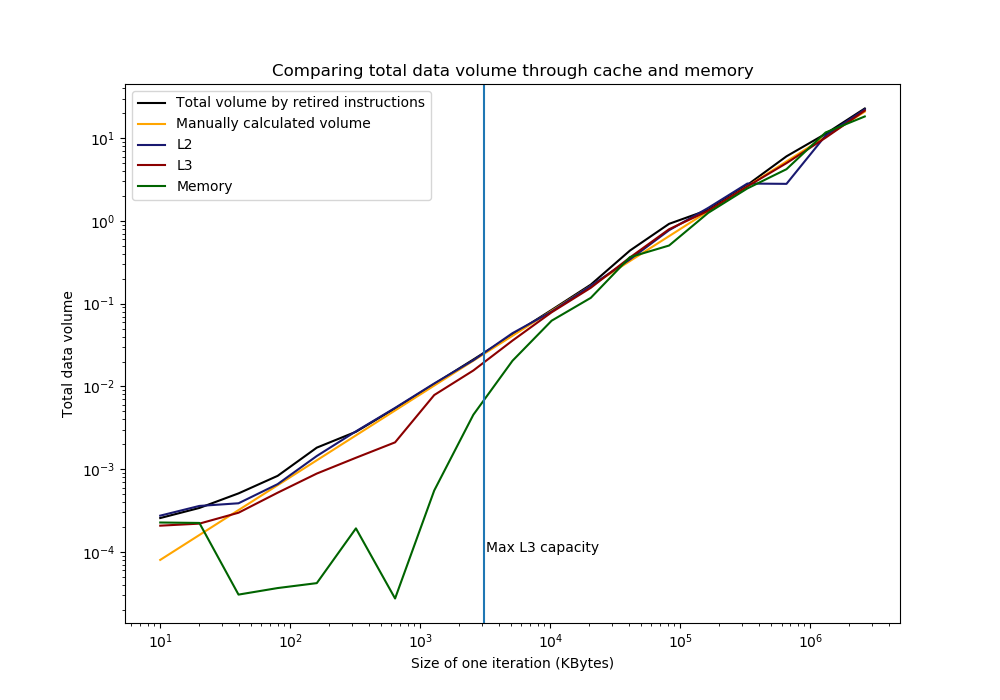 Comparing total data volume through cache and memory
Total volume by retired instructions
Manually calculated volume
L2
L3
Memory
Total data volume
10¹
10⁰
10⁻¹
10⁻²
10⁻³
10⁻⁴
Max L3 capacity
10¹ 10² 10³ 10⁴ 10⁵ 10⁶
Size of one iteration (KBytes)